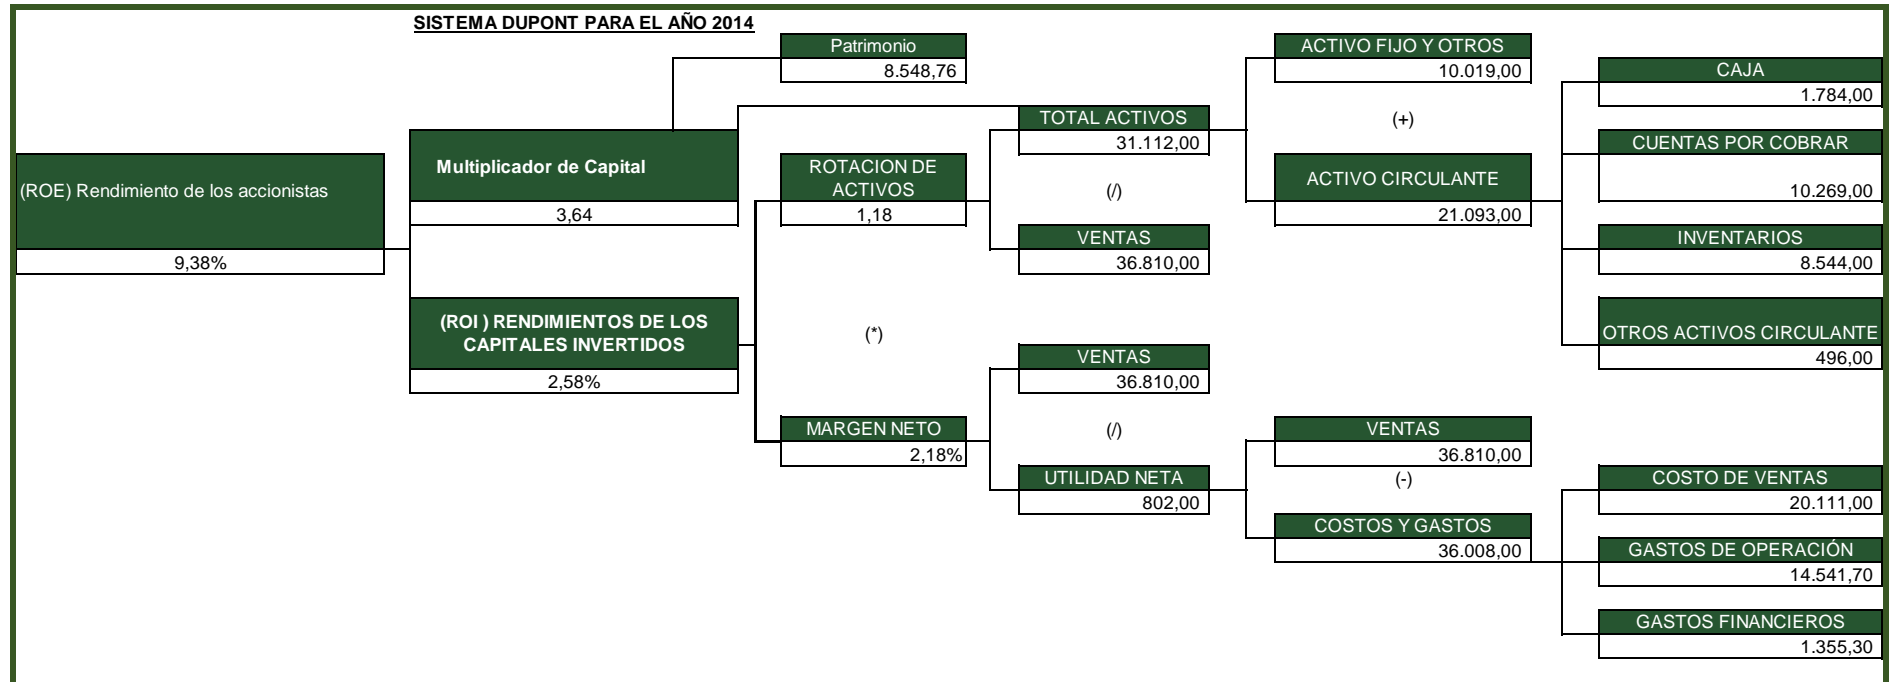 SISTEMA DUPONT PARA EL AÑO 2014
Patrimonio
8.548,76
ACTIVO FIJO Y OTROS
10.019,00
CAJA
1.784,00
TOTAL ACTIVOS
31.112,00
(+)
CUENTAS POR COBRAR
10.269,00
(ROE) Rendimiento de los accionistas
9,38%
Multiplicador de Capital
3,64
ROTACION DE
ACTIVOS
1,18
(/)
ACTIVO CIRCULANTE
21.093,00
VENTAS
36.810,00
INVENTARIOS
8.544,00
(ROI ) RENDIMIENTOS DE LOS
CAPITALES INVERTIDOS
2,58%
(*)
OTROS ACTIVOS CIRCULANTE
496,00
VENTAS
36.810,00
MARGEN NETO
2,18%
(/)
VENTAS
36.810,00
UTILIDAD NETA
802,00
(-)
COSTO DE VENTAS
20.111,00
COSTOS Y GASTOS
36.008,00
GASTOS DE OPERACIÓN
14.541,70
GASTOS FINANCIEROS
1.355,30